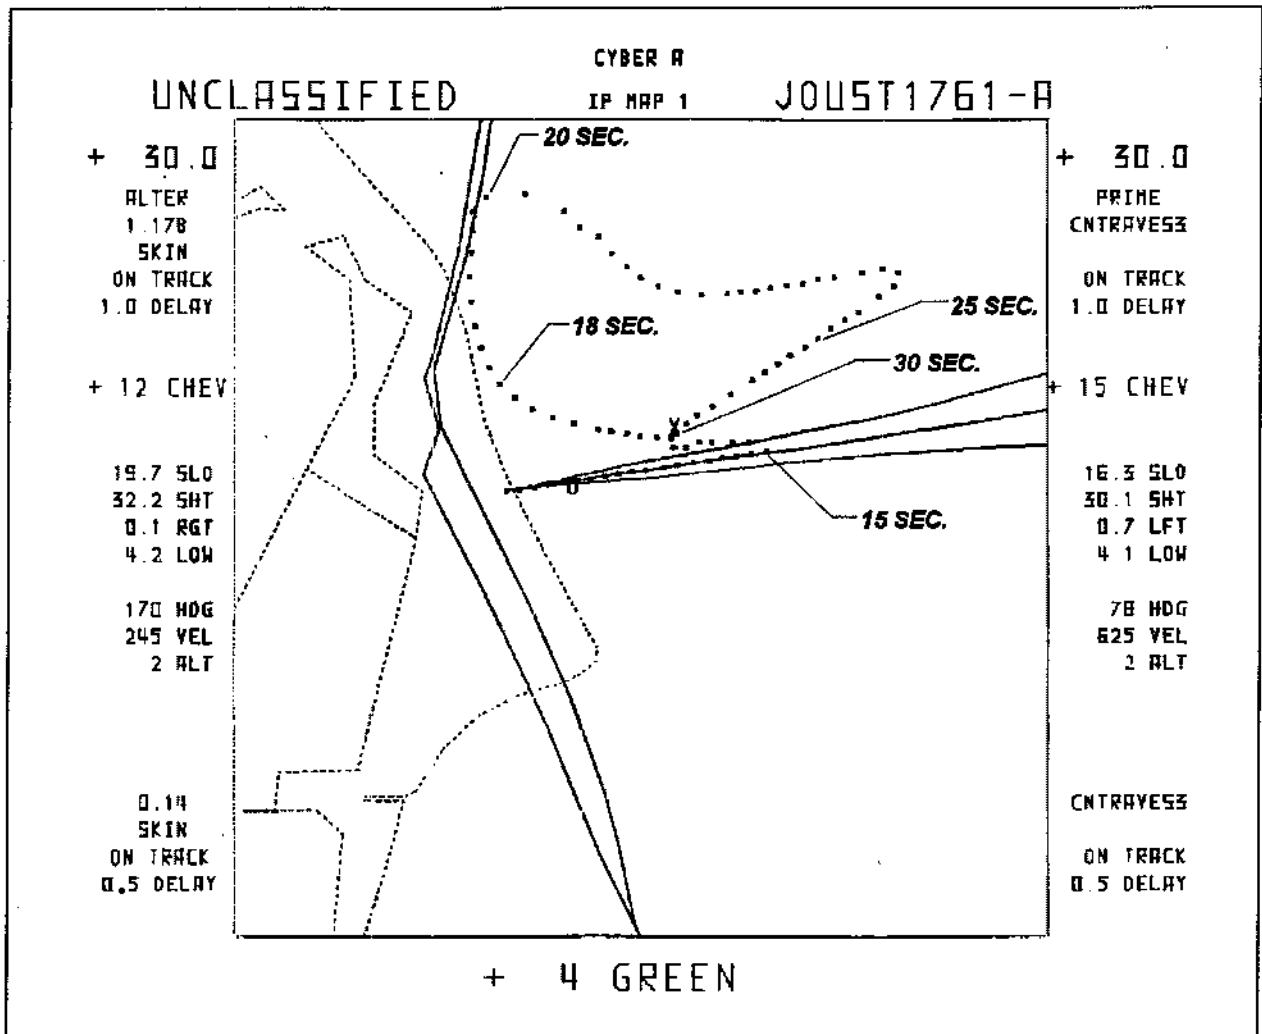 CYBER A
UNCLASSIFIED
IP MAP 1
JOUST1761-A
+ 30.0
ALTER
1.178
SKIN
ON TRACK
1.0 DELAY
+ 12 CHEV
19.7 SLO
32.2 SHT
0.1 RGT
4.2 LOW
170 HDG
245 VEL
2 ALT
0.14
SKIN
ON TRACK
0.5 DELAY
20 SEC.
18 SEC.
25 SEC.
30 SEC.
15 SEC.
+ 30.0
PRIME
CNTRAVES3
ON TRACK
1.0 DELAY
+ 15 CHEV
16.3 SLO
30.1 SHT
0.7 LFT
4 1 LOW
78 HDG
625 VEL
2 ALT
CNTRAVES3
ON TRACK
0.5 DELAY
+ 4 GREEN